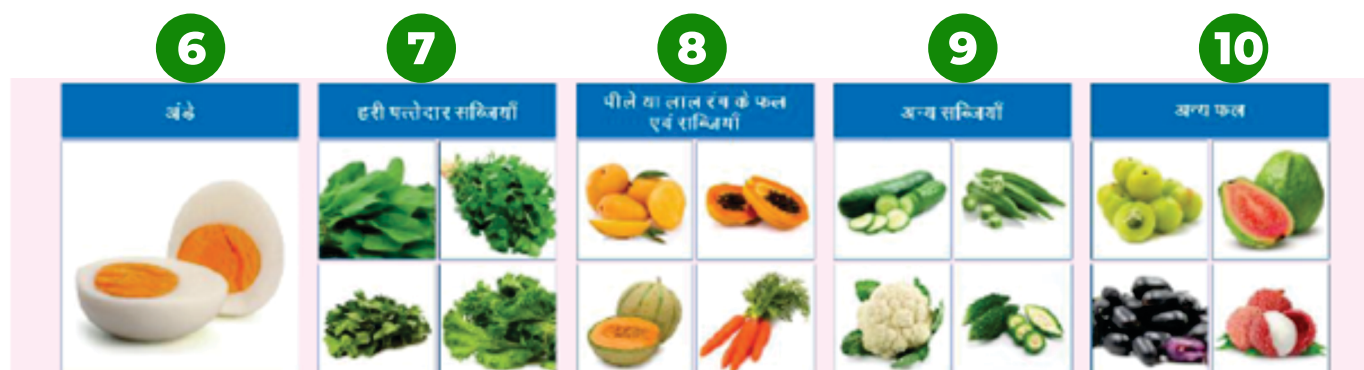 6
7
8
9
10
अंडे
हरी पत्तेदार सब्जियाँ
पीले या लाल रंग के फल
एवं सब्जियाँ
अन्य सब्जियाँ
अन्य फल